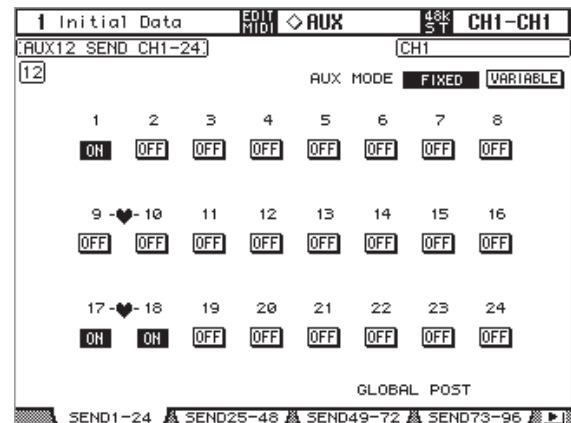 1 Initial Data EDIT MIDI ◇AUX 48k ST CH1-CH1
AUX12 SEND CH1-24 CH1
12 AUX MODE FIXED VARIABLE
1 2 3 4 5 6 7 8
ON OFF OFF OFF OFF OFF OFF OFF
9 -♥- 10 11 12 13 14 15 16
OFF OFF OFF OFF OFF OFF OFF OFF
17 -♥- 18 19 20 21 22 23 24
ON ON OFF OFF OFF OFF OFF OFF
GLOBAL POST
SEND1-24 SEND25-48 SEND49-72 SEND73-96